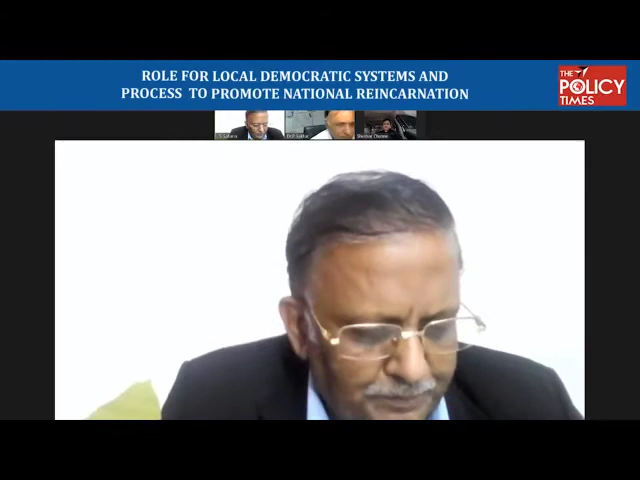 ROLE FOR LOCAL DEMOCRATIC SYSTEMS AND
PROCESS TO PROMOTE NATIONAL REINCARNATION
THE
POLICY
TIMES